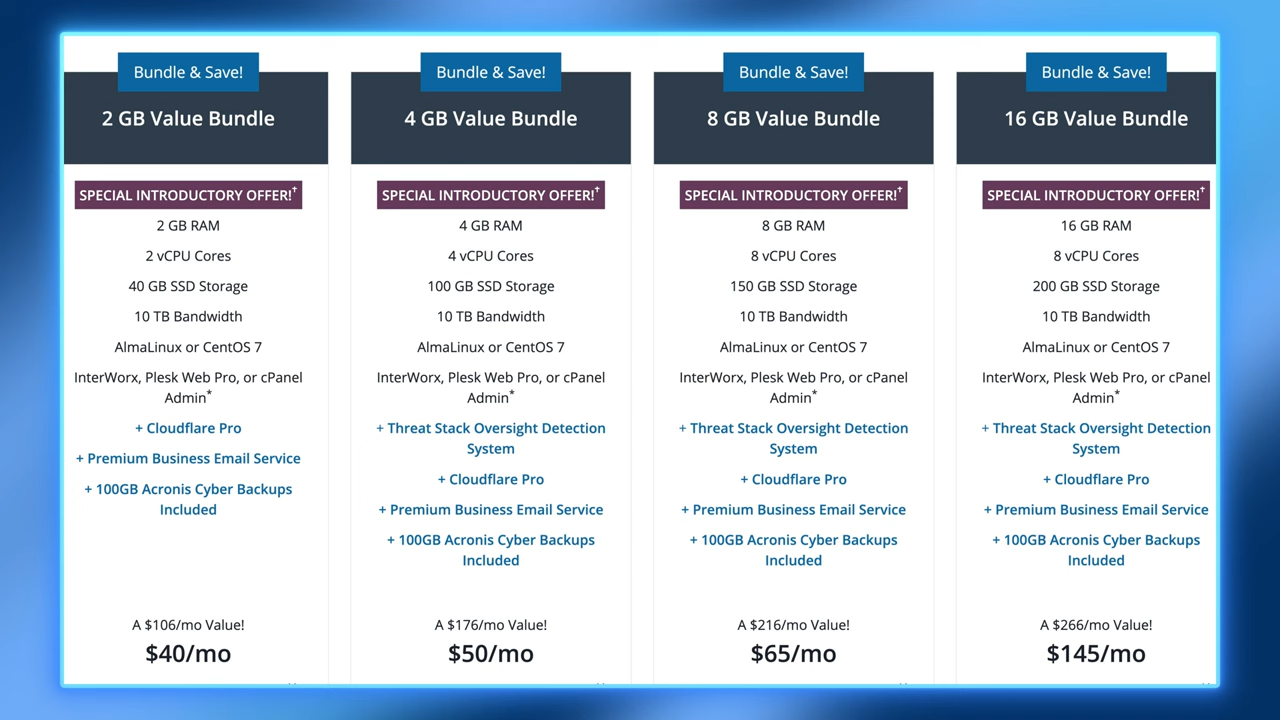 Bundle & Save!
2 GB Value Bundle
SPECIAL INTRODUCTORY OFFER!†
2 GB RAM
2 vCPU Cores
40 GB SSD Storage
10 TB Bandwidth
AlmaLinux or CentOS 7
InterWorx, Plesk Web Pro, or cPanel
Admin*
+ Cloudflare Pro
+ Premium Business Email Service
+ 100GB Acronis Cyber Backups
Included
A $106/mo Value!
$40/mo
Bundle & Save!
4 GB Value Bundle
SPECIAL INTRODUCTORY OFFER!†
4 GB RAM
4 vCPU Cores
100 GB SSD Storage
10 TB Bandwidth
AlmaLinux or CentOS 7
InterWorx, Plesk Web Pro, or cPanel
Admin*
+ Threat Stack Oversight Detection
System
+ Cloudflare Pro
+ Premium Business Email Service
+ 100GB Acronis Cyber Backups
Included
A $176/mo Value!
$50/mo
Bundle & Save!
8 GB Value Bundle
SPECIAL INTRODUCTORY OFFER!†
8 GB RAM
8 vCPU Cores
150 GB SSD Storage
10 TB Bandwidth
AlmaLinux or CentOS 7
InterWorx, Plesk Web Pro, or cPanel
Admin*
+ Threat Stack Oversight Detection
System
+ Cloudflare Pro
+ Premium Business Email Service
+ 100GB Acronis Cyber Backups
Included
A $216/mo Value!
$65/mo
Bundle & Save!
16 GB Value Bundle
SPECIAL INTRODUCTORY OFFER!†
16 GB RAM
8 vCPU Cores
200 GB SSD Storage
10 TB Bandwidth
AlmaLinux or CentOS 7
InterWorx, Plesk Web Pro, or cPanel
Admin*
+ Threat Stack Oversight Detection
System
+ Cloudflare Pro
+ Premium Business Email Service
+ 100GB Acronis Cyber Backups
Included
A $266/mo Value!
$145/mo